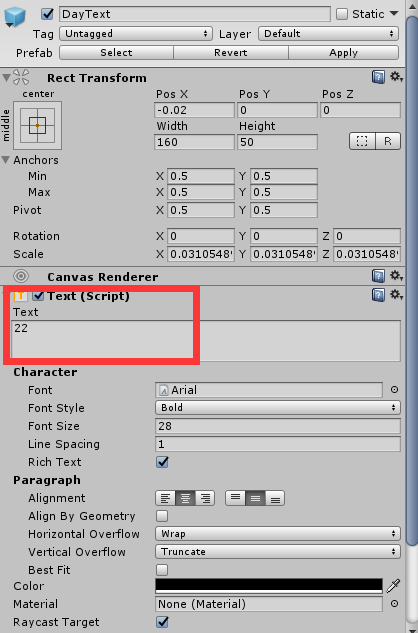 DayText Static
Tag Untagged Layer Default
Prefab Select Revert Apply
Rect Transform
center Pos X Pos Y Pos Z
middle -0.02 0 0
Width Height
160 50 R
Anchors
Min X 0.5 Y 0.5
Max X 0.5 Y 0.5
Pivot X 0.5 Y 0.5
Rotation X 0 Y 0 Z 0
Scale X 0.0310548 Y 0.0310548 Z 0.0310548
Canvas Renderer
Text (Script)
Text
22
Character
Font Arial
Font Style Bold
Font Size 28
Line Spacing 1
Rich Text
Paragraph
Alignment
Align By Geometry
Horizontal Overflow Wrap
Vertical Overflow Truncate
Best Fit
Color
Material None (Material)
Raycast Target